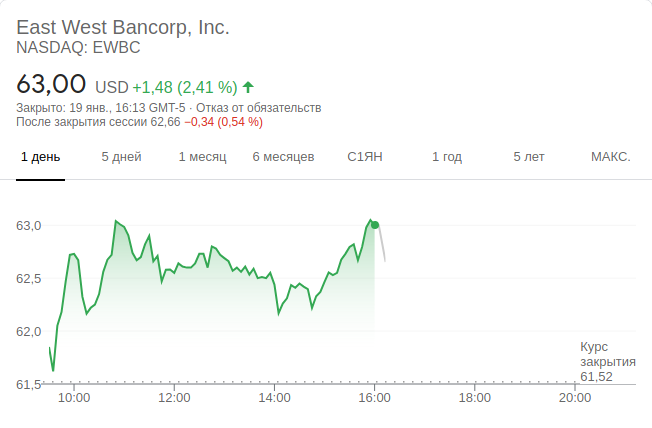 East West Bancorp, Inc.
NASDAQ: EWBC
63,00 USD +1,48 (2,41 %)
Закрыто: 19 янв., 16:13 GMT-5 · Отказ от обязательств
После закрытия сессии 62,66 −0,34 (0,54 %)
1 день 5 дней 1 месяц 6 месяцев С1ЯН 1 год 5 лет МАКС.
63,0
62,5
62,0
Курс
закрытия
61,52
61,5
10:00 12:00 14:00 16:00 18:00 20:00